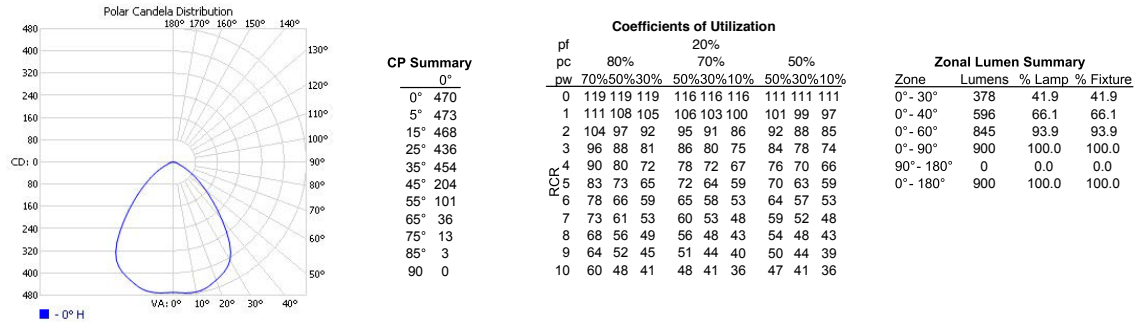 Polar Candela Distribution
480 180° 170° 160° 150° 140°
400 130°
320
240 120°
160 110°
80 100°
CD: 0 90°
80 80°
160 70°
240
320 60°
400 50°
480 VA: 0° 10° 20° 30° 40°
- 0° H
CP Summary
0°
0° 470
5° 473
15° 468
25° 436
35° 454
45° 204
55° 101
65° 36
75° 13
85° 3
90 0
Coefficients of Utilization
pf 20%
pc 80% 70% 50%
pw 70%50%30% 50%30%10% 50%30%10%
RCR
0 119 119 119 116 116 116 111 111 111
1 111 108 105 106 103 100 101 99 97
2 104 97 92 95 91 86 92 88 85
3 96 88 81 86 80 75 84 78 74
4 90 80 72 78 72 67 76 70 66
5 83 73 65 72 64 59 70 63 59
6 78 66 59 65 58 53 64 57 53
7 73 61 53 60 53 48 59 52 48
8 68 56 49 56 48 43 54 48 43
9 64 52 45 51 44 40 50 44 39
10 60 48 41 48 41 36 47 41 36
Zonal Lumen Summary
Zone Lumens % Lamp % Fixture
0°- 30° 378 41.9 41.9
0°- 40° 596 66.1 66.1
0°- 60° 845 93.9 93.9
0°- 90° 900 100.0 100.0
90°- 180° 0 0.0 0.0
0°- 180° 900 100.0 100.0